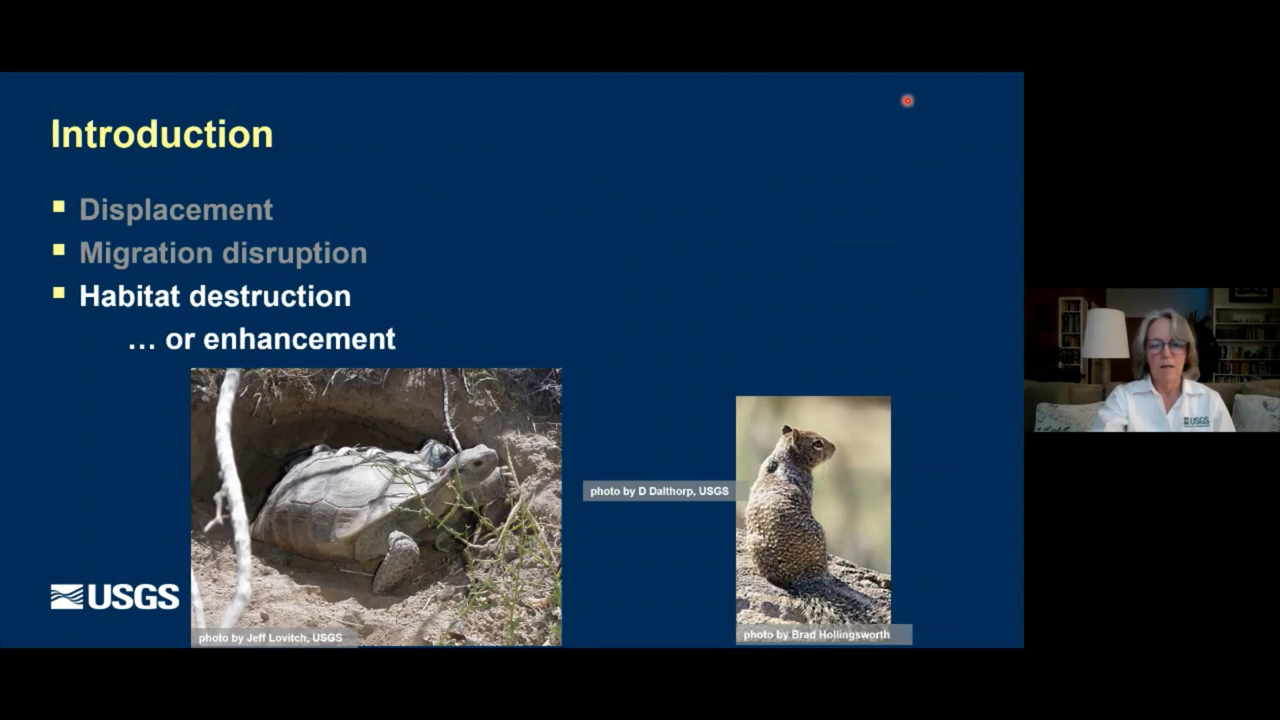 Introduction
Displacement
Migration disruption
Habitat destruction
… or enhancement
photo by D Dalthorp, USGS
USGS
photo by Jeff Lovitch, USGS
photo by Brad Hollingsworth
USGS